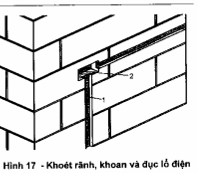 2
1
Hình 17 - Khoét rãnh, khoan và đục lỗ điện